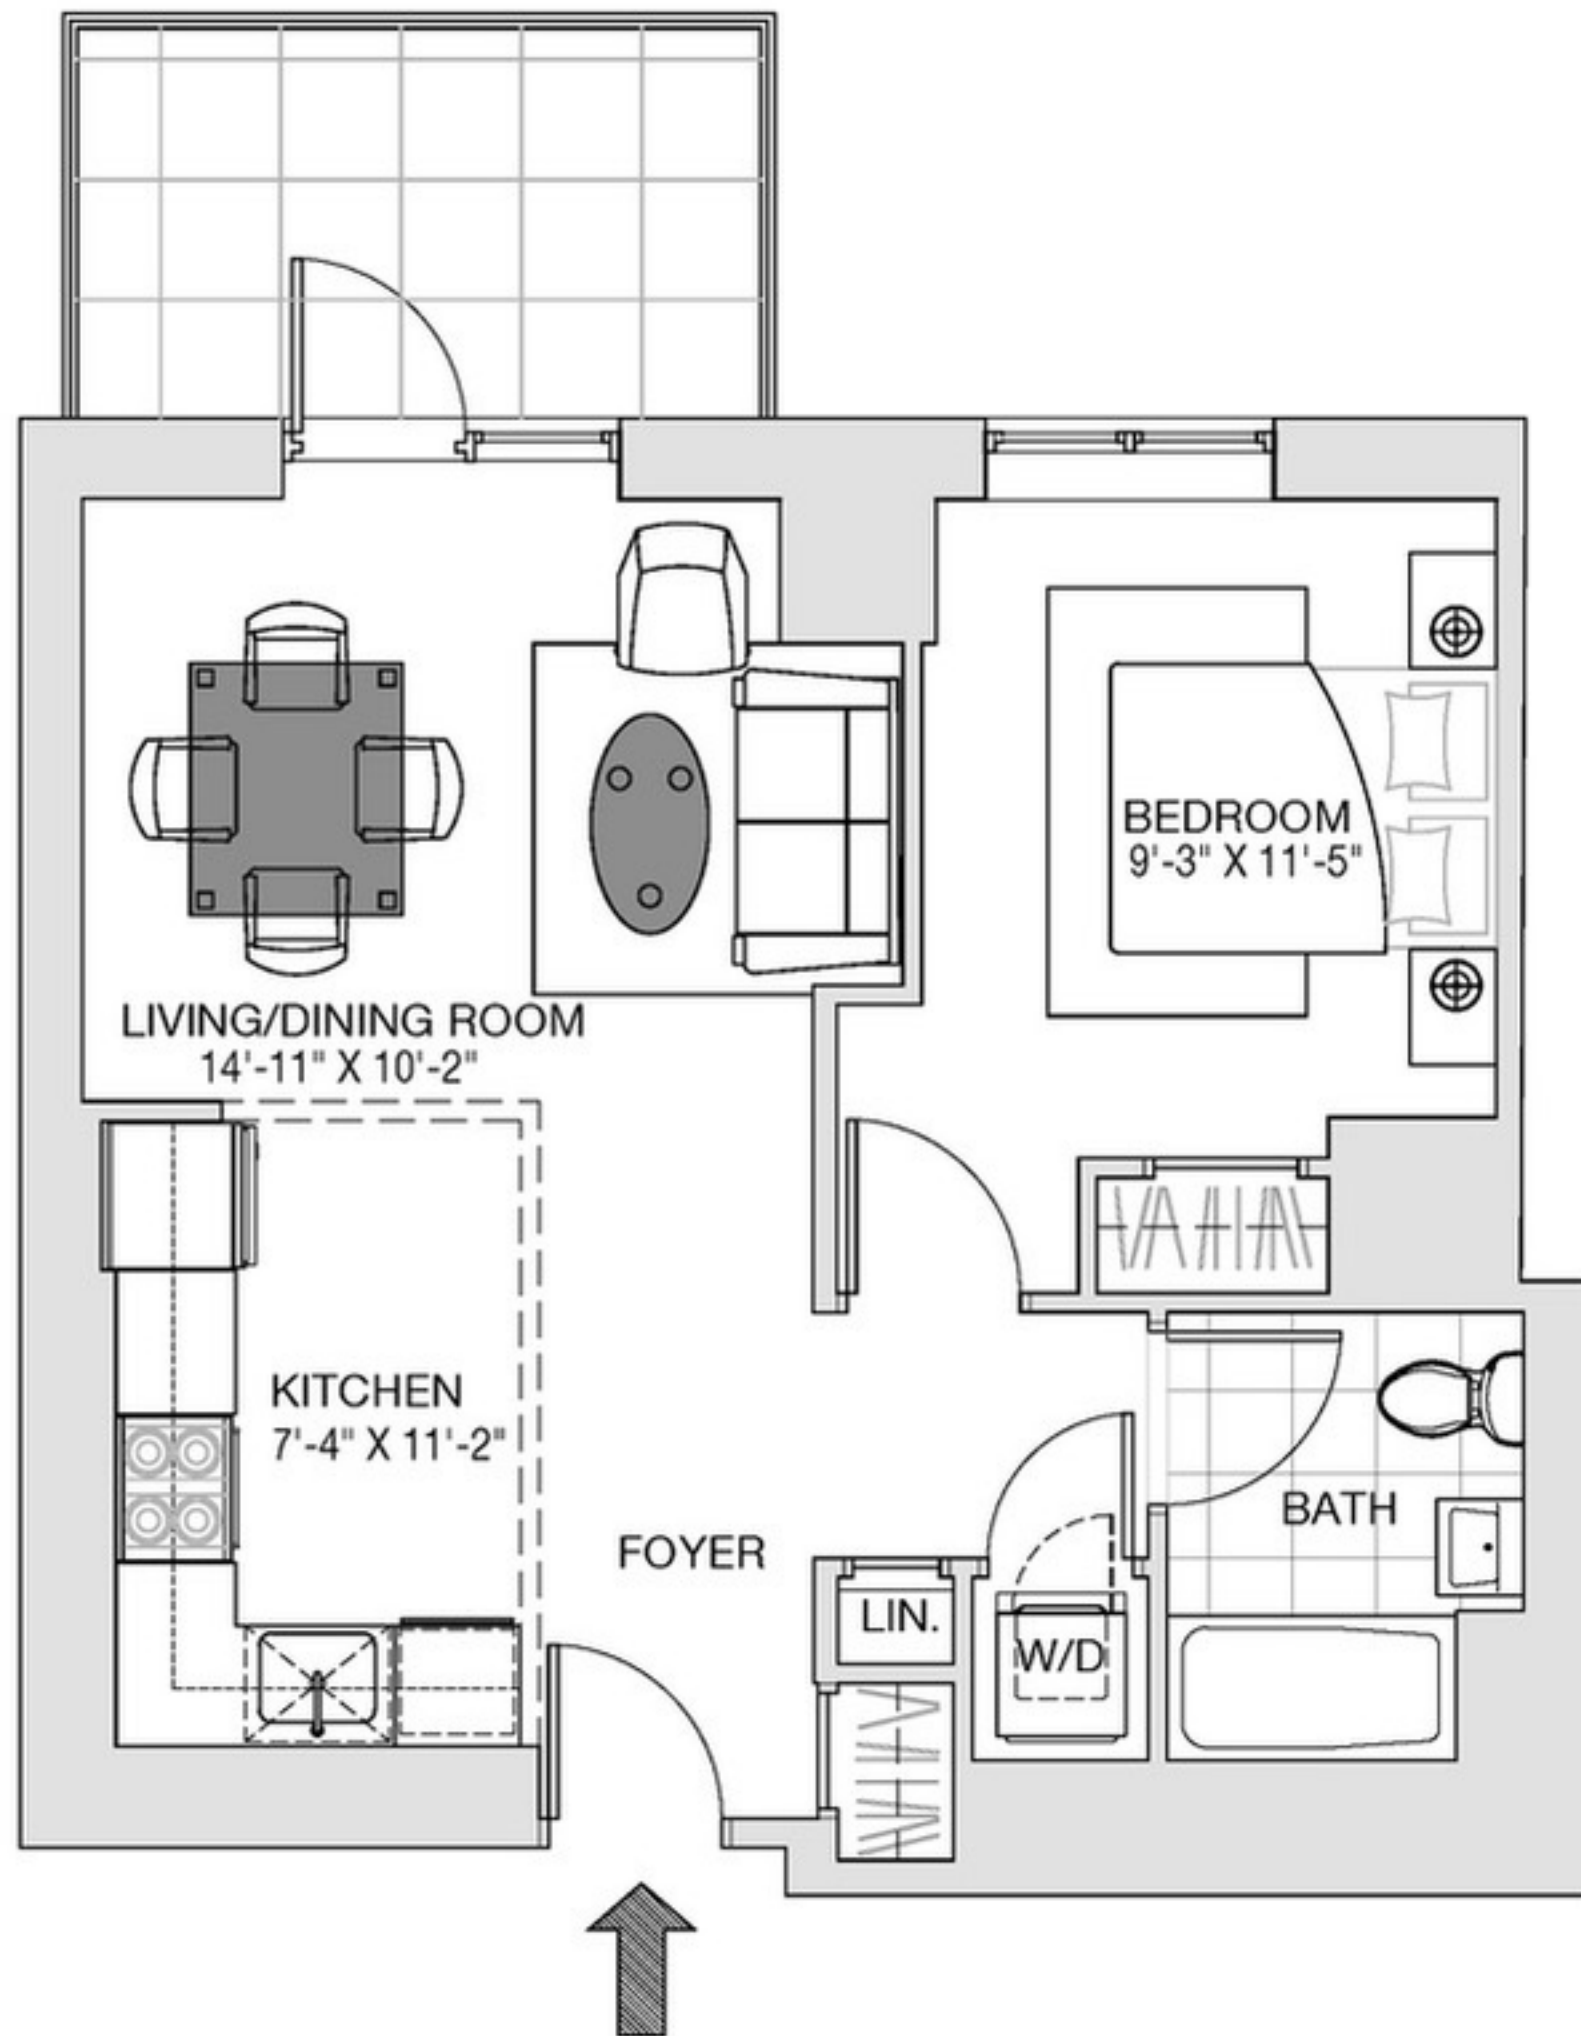 BEDROOM
9'-3" X 11'-5"
LIVING/DINING ROOM
14'-11" X 10'-2"
KITCHEN
7'-4" X 11'-2"
BATH
FOYER
LIN.
W/D